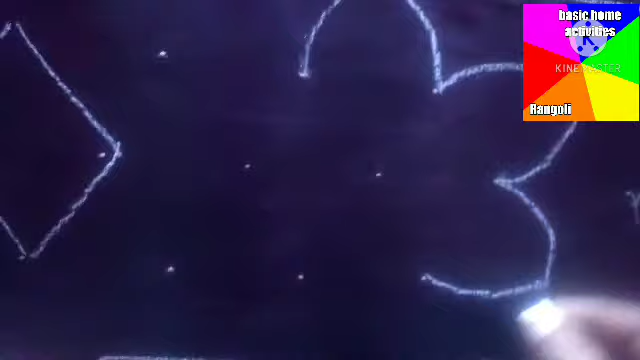 basic home
activities
K
KINEMASTER
Rangoli